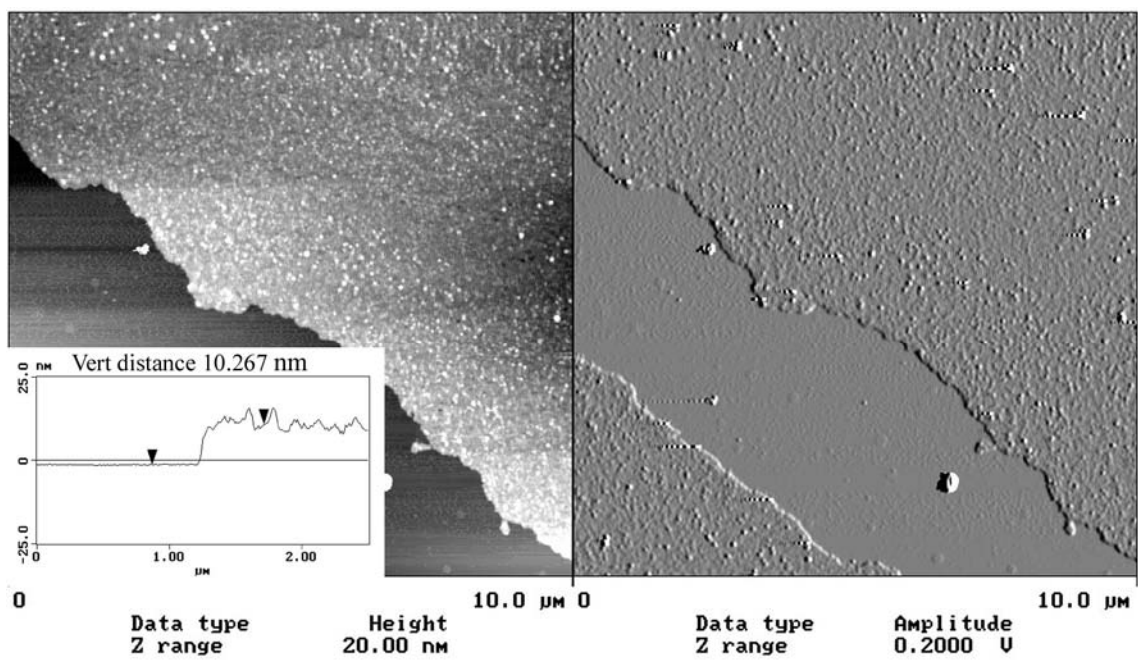 Vert distance 10.267 nm
25.0 nm
0
-25.0
0 1.00 2.00
μm
0 10.0 μm 0 10.0 μm
Data type Height Data type Amplitude
Z range 20.00 nm Z range 0.2000 V